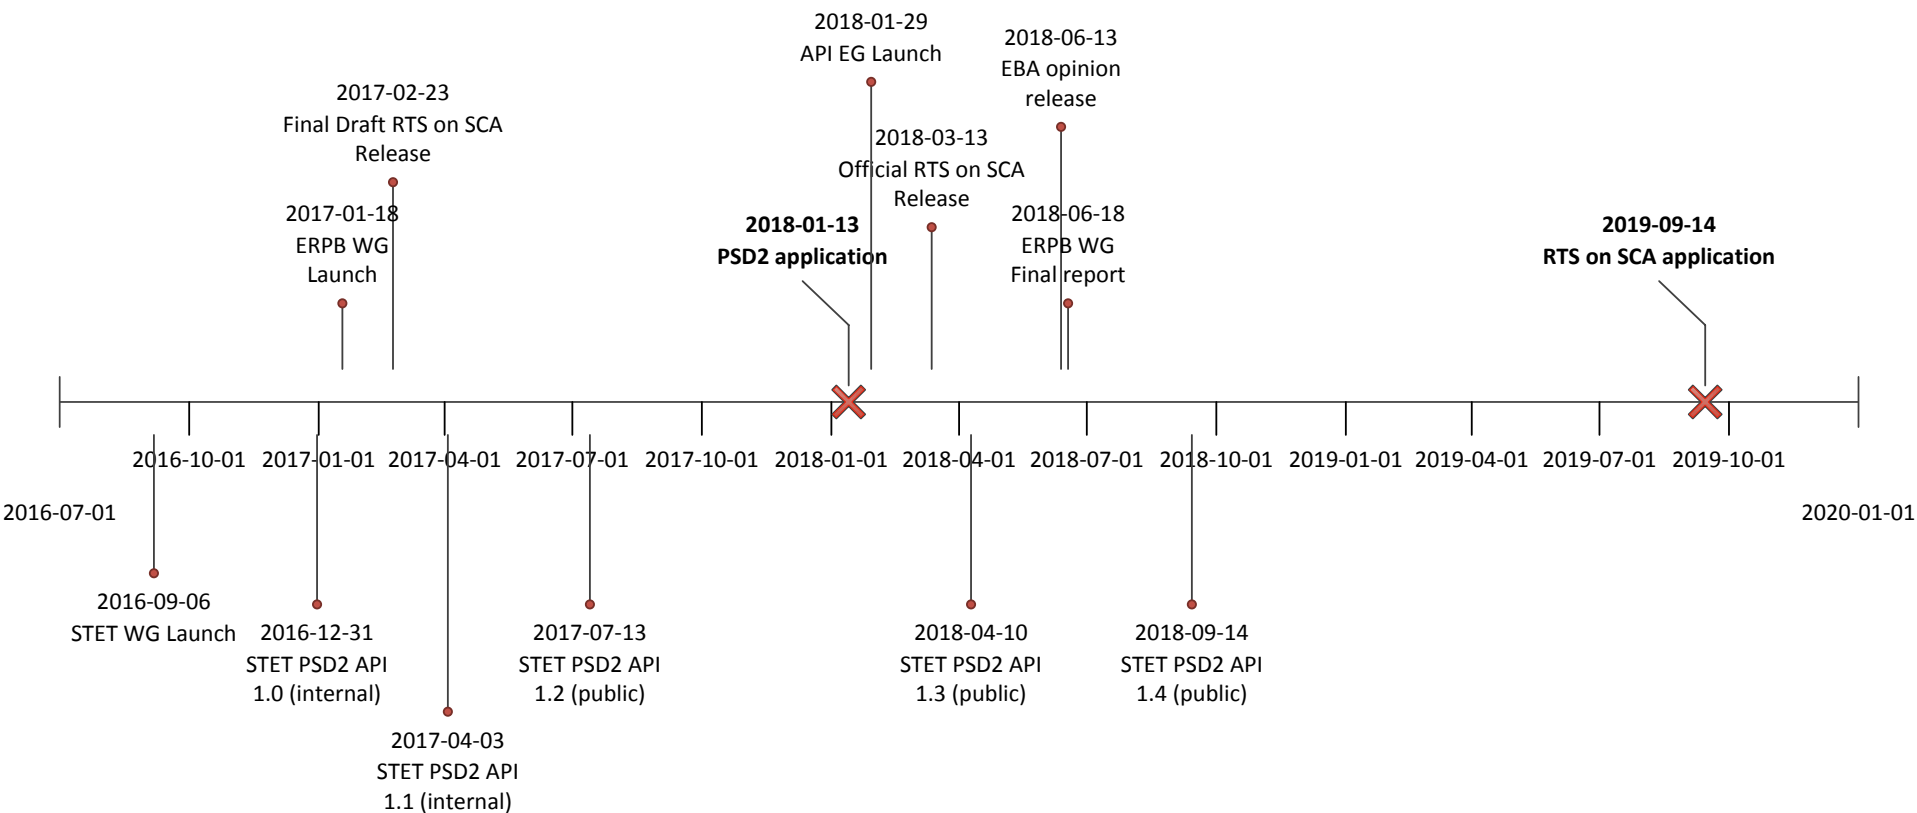 2018-01-29
API EG Launch
2018-06-13
EBA opinion
release
2017-02-23
Final Draft RTS on SCA
Release
2018-03-13
Official RTS on SCA
Release
2017-01-18
ERPB WG
Launch
2018-01-13
PSD2 application
2018-06-18
ERPB WG
Final report
2019-09-14
RTS on SCA application
2016-10-01
2017-01-01
2017-04-01
2017-07-01
2017-10-01
2018-01-01
2018-04-01
2018-07-01
2018-10-01
2019-01-01
2019-04-01
2019-07-01
2019-10-01
2016-07-01
2020-01-01
2016-09-06
STET WG Launch
2016-12-31
STET PSD2 API
1.0 (internal)
2017-04-03
STET PSD2 API
1.1 (internal)
2017-07-13
STET PSD2 API
1.2 (public)
2018-04-10
STET PSD2 API
1.3 (public)
2018-09-14
STET PSD2 API
1.4 (public)